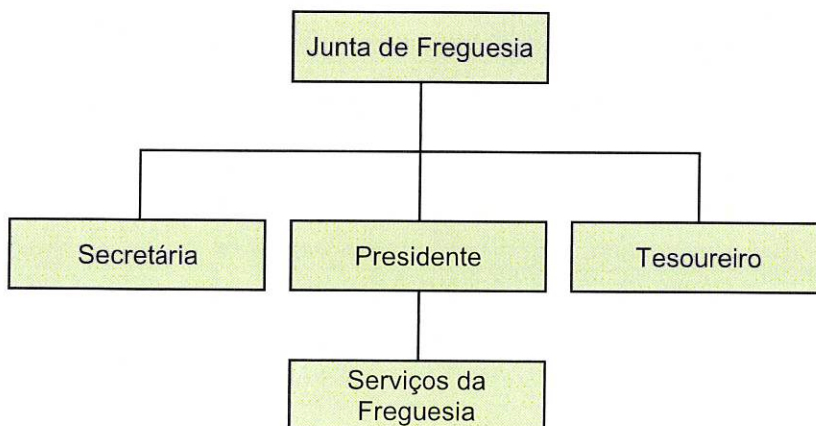 Junta de Freguesia
Secretária
Presidente
Tesoureiro
Serviços da
Freguesia